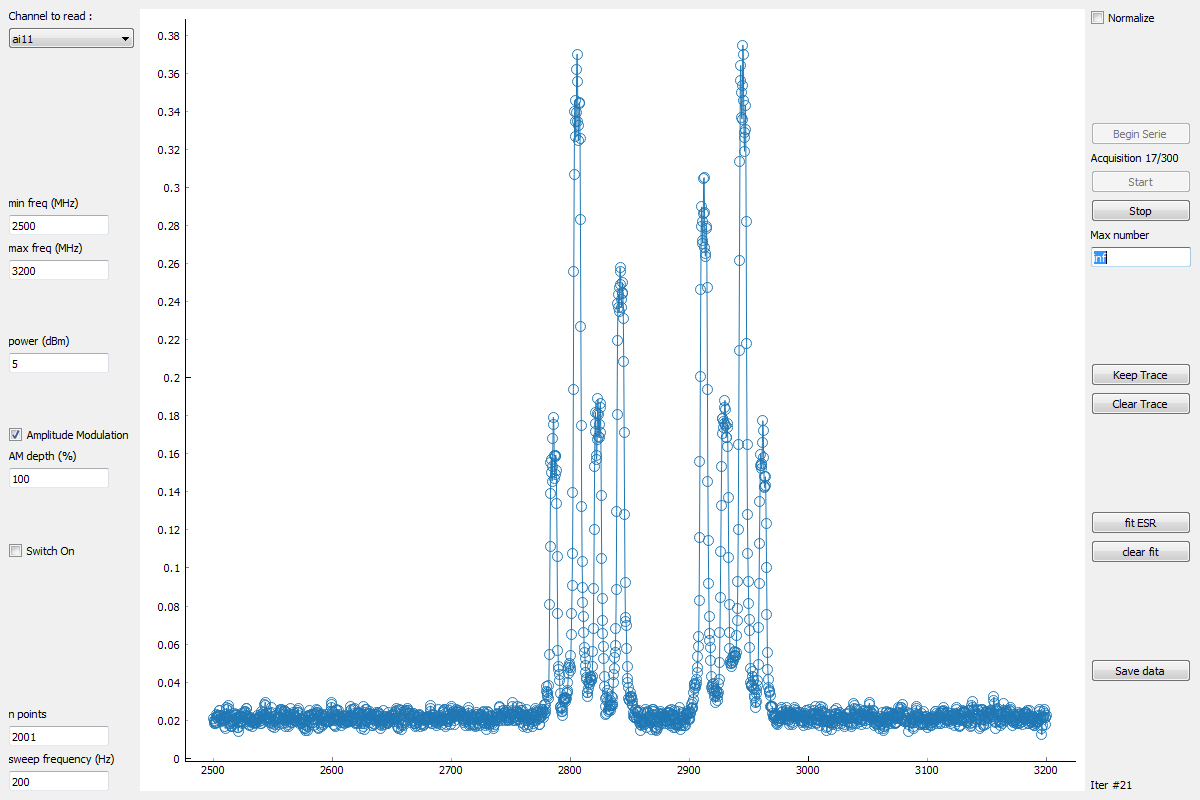 Channel to read :
ai11
min freq (MHz)
2500
max freq (MHz)
3200
power (dBm)
5
Amplitude Modulation
AM depth (%)
100
Switch On
n points
2001
sweep frequency (Hz)
200
0.38
0.36
0.34
0.32
0.3
0.28
0.26
0.24
0.22
0.2
0.18
0.16
0.14
0.12
0.1
0.08
0.06
0.04
0.02
0
2500 2600 2700 2800 2900 3000 3100 3200
Normalize
Begin Serie
Acquisition 17/300
Start
Stop
Max number
inf
Keep Trace
Clear Trace
fit ESR
clear fit
Save data
Iter #21